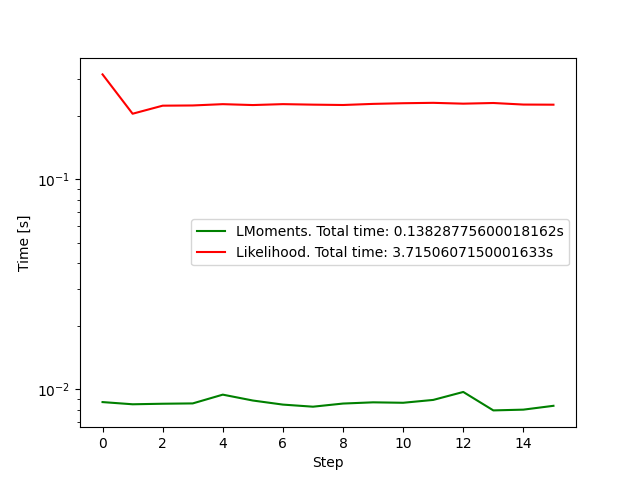 10⁻¹
10⁻²
Time [s]
LMoments. Total time: 0.13828775600018162s
Likelihood. Total time: 3.7150607150001633s
0 2 4 6 8 10 12 14
Step